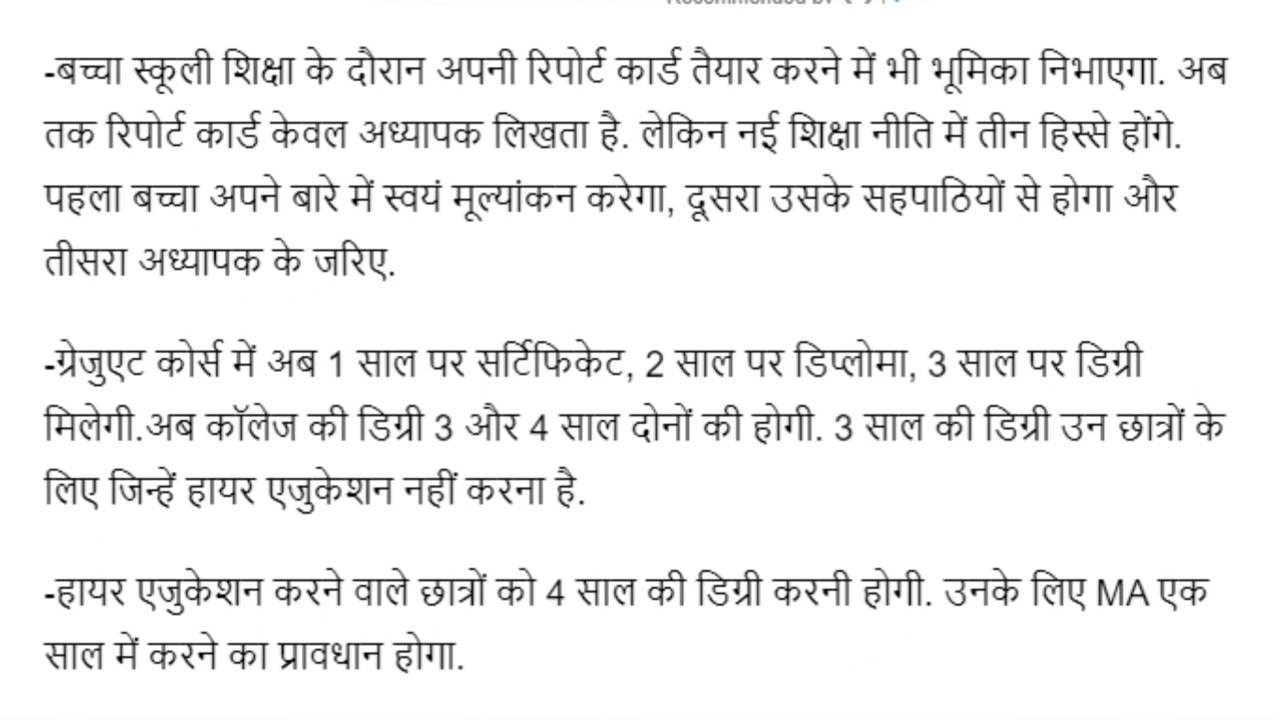 -बच्चा स्कूली शिक्षा के दौरान अपनी रिपोर्ट कार्ड तैयार करने में भी भूमिका निभाएगा. अब
तक रिपोर्ट कार्ड केवल अध्यापक लिखता है. लेकिन नई शिक्षा नीति में तीन हिस्से होंगे.
पहला बच्चा अपने बारे में स्वयं मूल्यांकन करेगा, दूसरा उसके सहपाठियों से होगा और
तीसरा अध्यापक के जरिए.
-ग्रेजुएट कोर्स में अब 1 साल पर सर्टिफिकेट, 2 साल पर डिप्लोमा, 3 साल पर डिग्री
मिलेगी.अब कॉलेज की डिग्री 3 और 4 साल दोनों की होगी. 3 साल की डिग्री उन छात्रों के
लिए जिन्हें हायर एजुकेशन नहीं करना है.
-हायर एजुकेशन करने वाले छात्रों को 4 साल की डिग्री करनी होगी. उनके लिए MA एक
साल में करने का प्रावधान होगा.